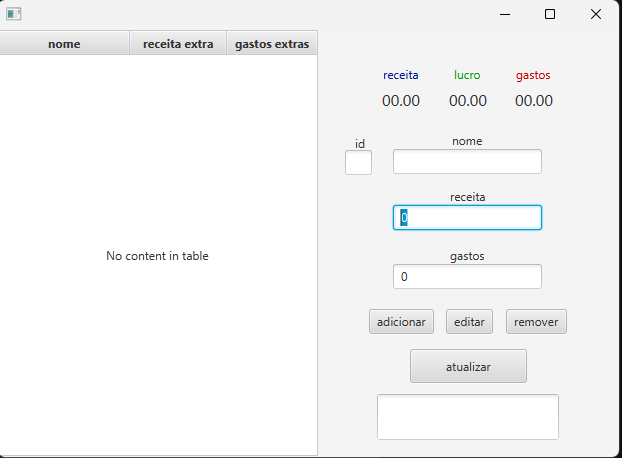 nome receita extra gastos extras
No content in table
receita lucro gastos
00.00 00.00 00.00
id nome
receita
0
gastos
0
adicionar editar remover
atualizar